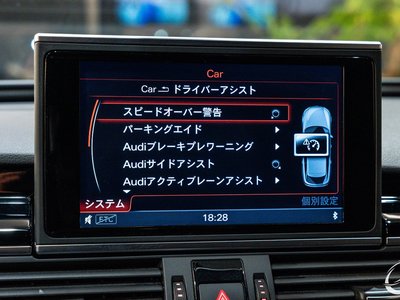 Car
Car ドライバーアシスト
スピードオーバー警告
パーキングエイド
Audiブレーキプレワーニング
Audiサイドアシスト
Audiアクティブレーンアシスト
システム
個別設定
ETC
18:28